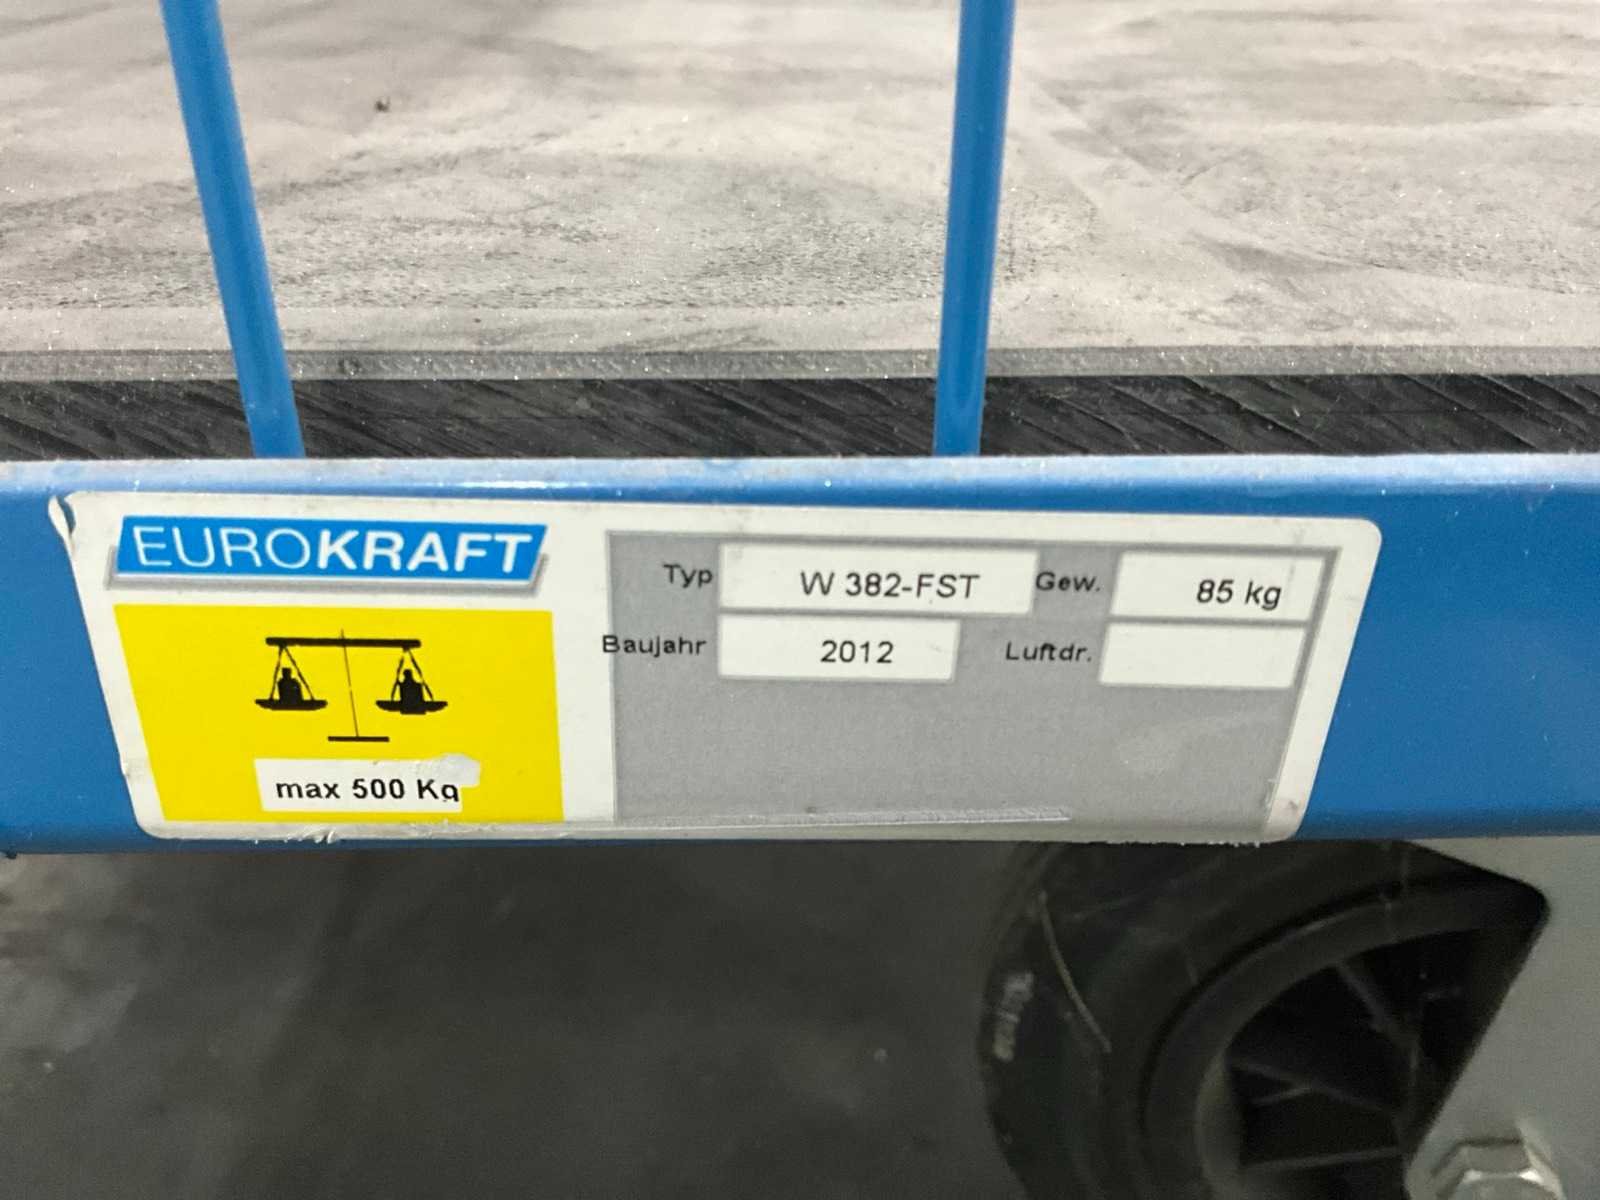 EUROKRAFT
Typ W 382-FST Gew. 85 kg
Baujahr 2012 Luftdr.
max 500 Kg